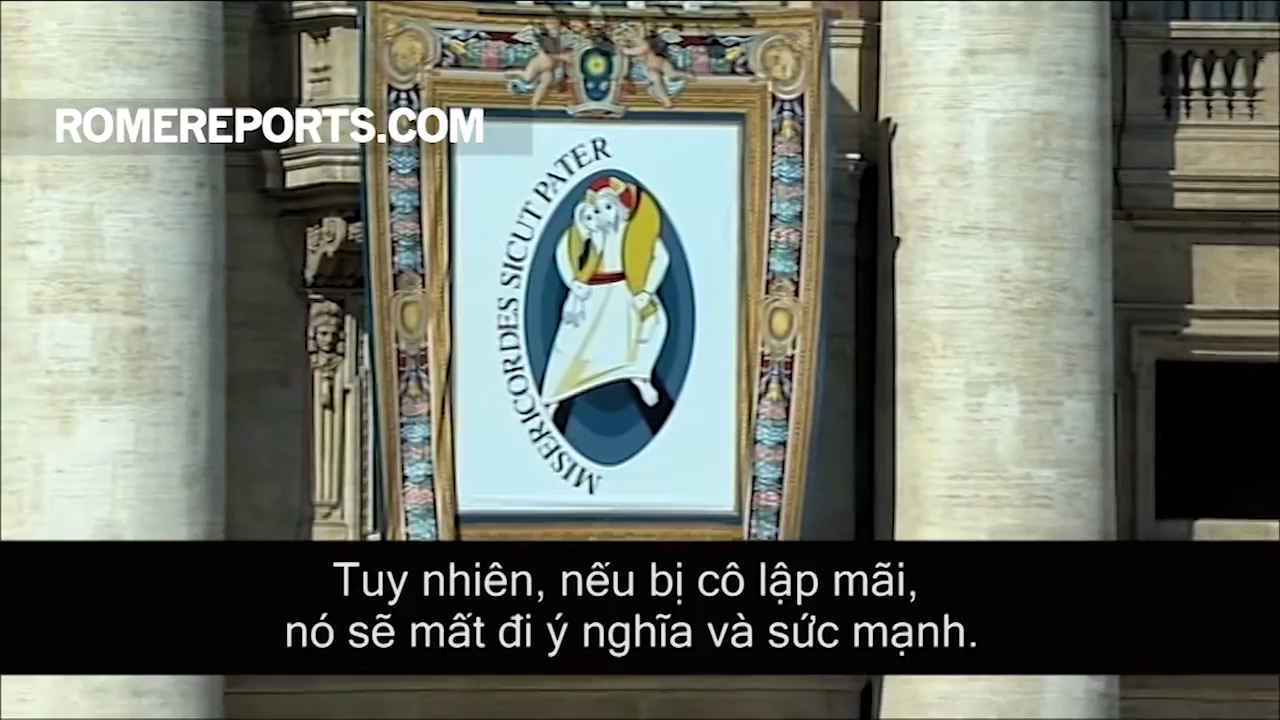 ROMEREPORTS.COM
MISERICORDES SICUT PATER
Tuy nhiên, nếu bị cô lập mãi,
nó sẽ mất đi ý nghĩa và sức mạnh.